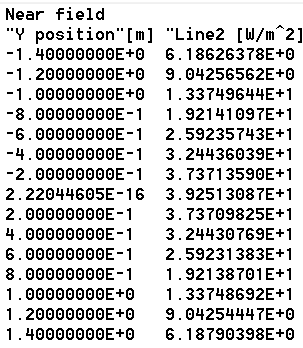 Near field
"Y position"[m] "Line2 [W/m^2]
-1.40000000E+0 6.18626378E+0
-1.20000000E+0 9.04256562E+0
-1.00000000E+0 1.33749644E+1
-8.00000000E-1 1.92141097E+1
-6.00000000E-1 2.59235743E+1
-4.00000000E-1 3.24436039E+1
-2.00000000E-1 3.73713590E+1
2.22044605E-16 3.92513087E+1
2.00000000E-1 3.73709825E+1
4.00000000E-1 3.24430769E+1
6.00000000E-1 2.59231383E+1
8.00000000E-1 1.92138701E+1
1.00000000E+0 1.33748692E+1
1.20000000E+0 9.04254447E+0
1.40000000E+0 6.18790398E+0